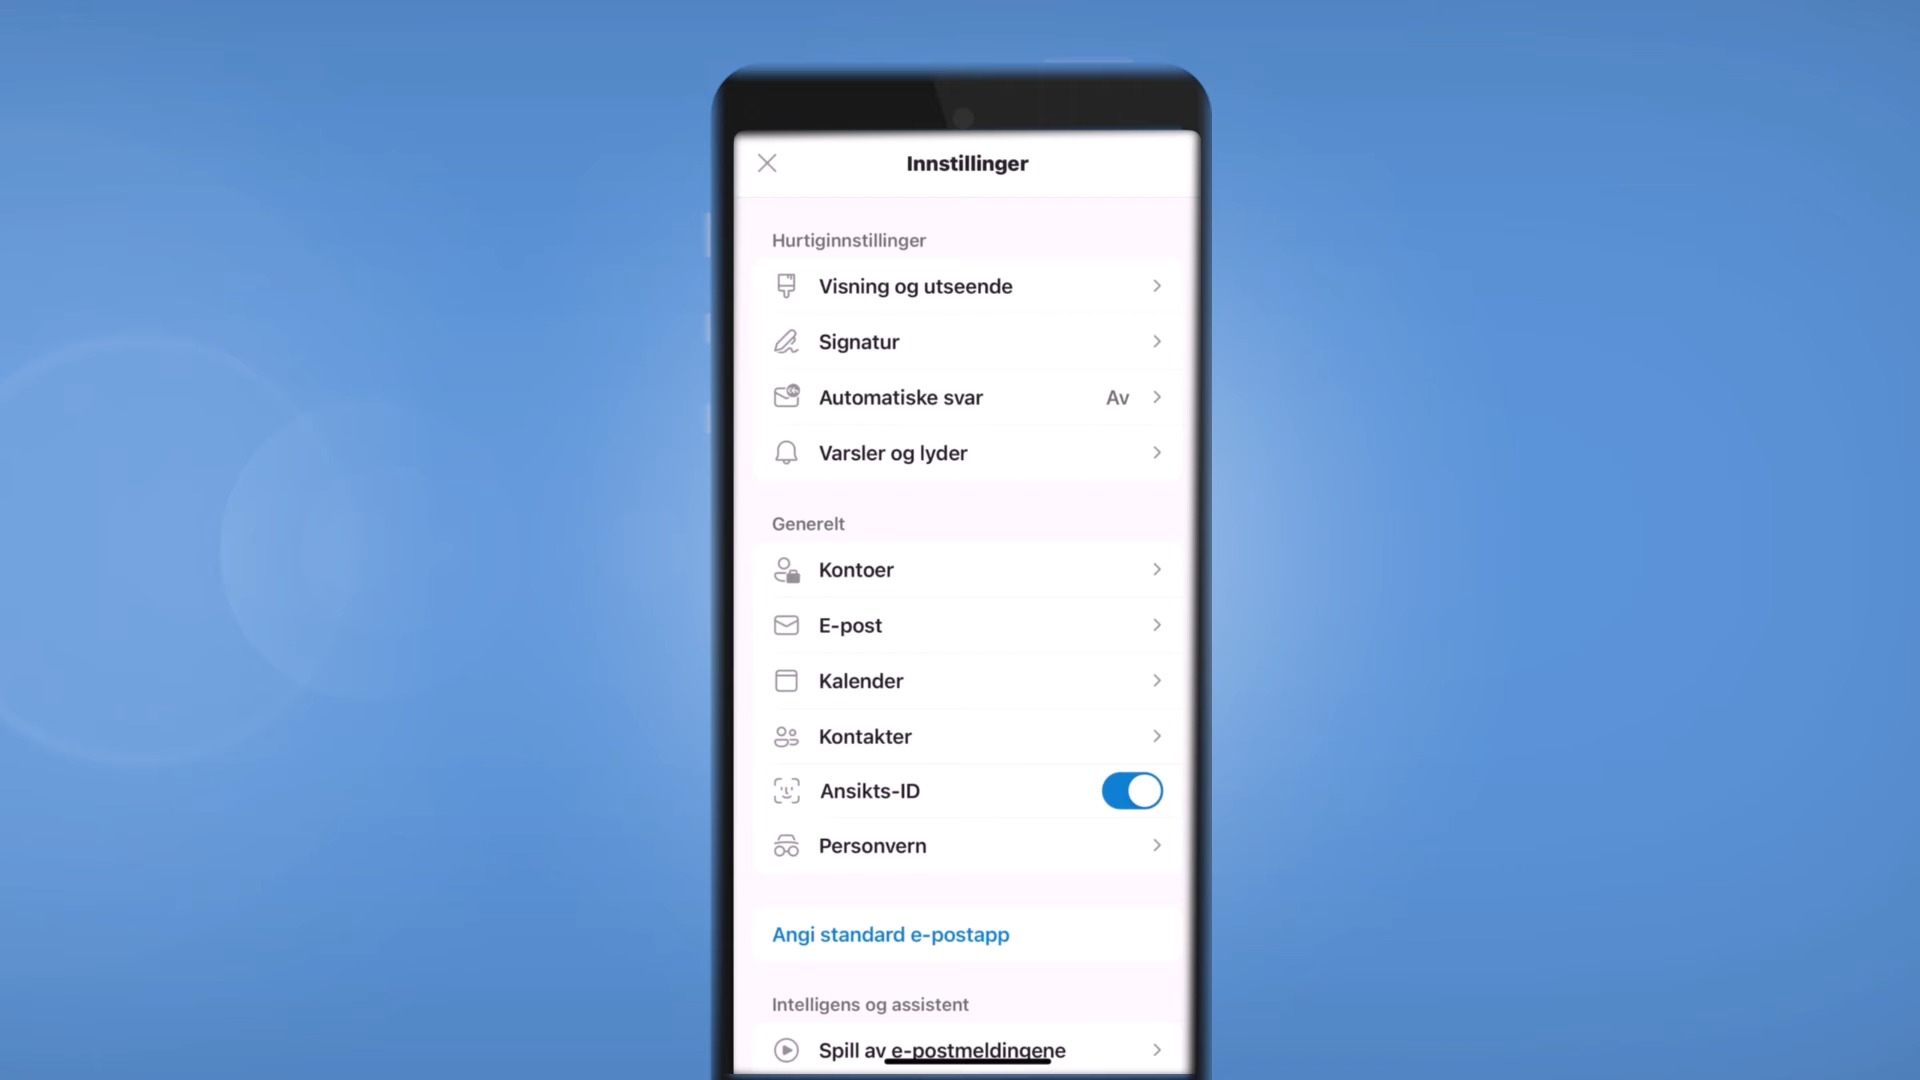 Innstillinger
Hurtiginnstillinger
Visning og utseende
Signatur
Automatiske svar Av
Varsler og lyder
Generelt
Kontoer
E-post
Kalender
Kontakter
Ansikts-ID
Personvern
Angi standard e-postapp
Intelligens og assistent
Spill av e-postmeldingene